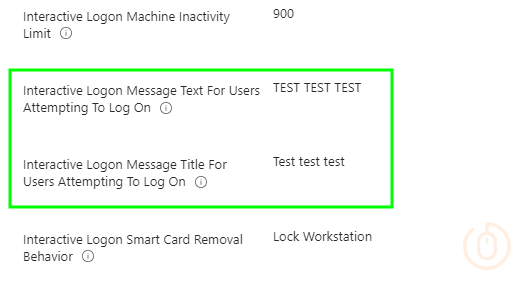 Interactive Logon Machine Inactivity 900
Limit
Interactive Logon Message Text For Users TEST TEST TEST
Attempting To Log On
Interactive Logon Message Title For Test test test
Users Attempting To Log On
Interactive Logon Smart Card Removal Lock Workstation
Behavior